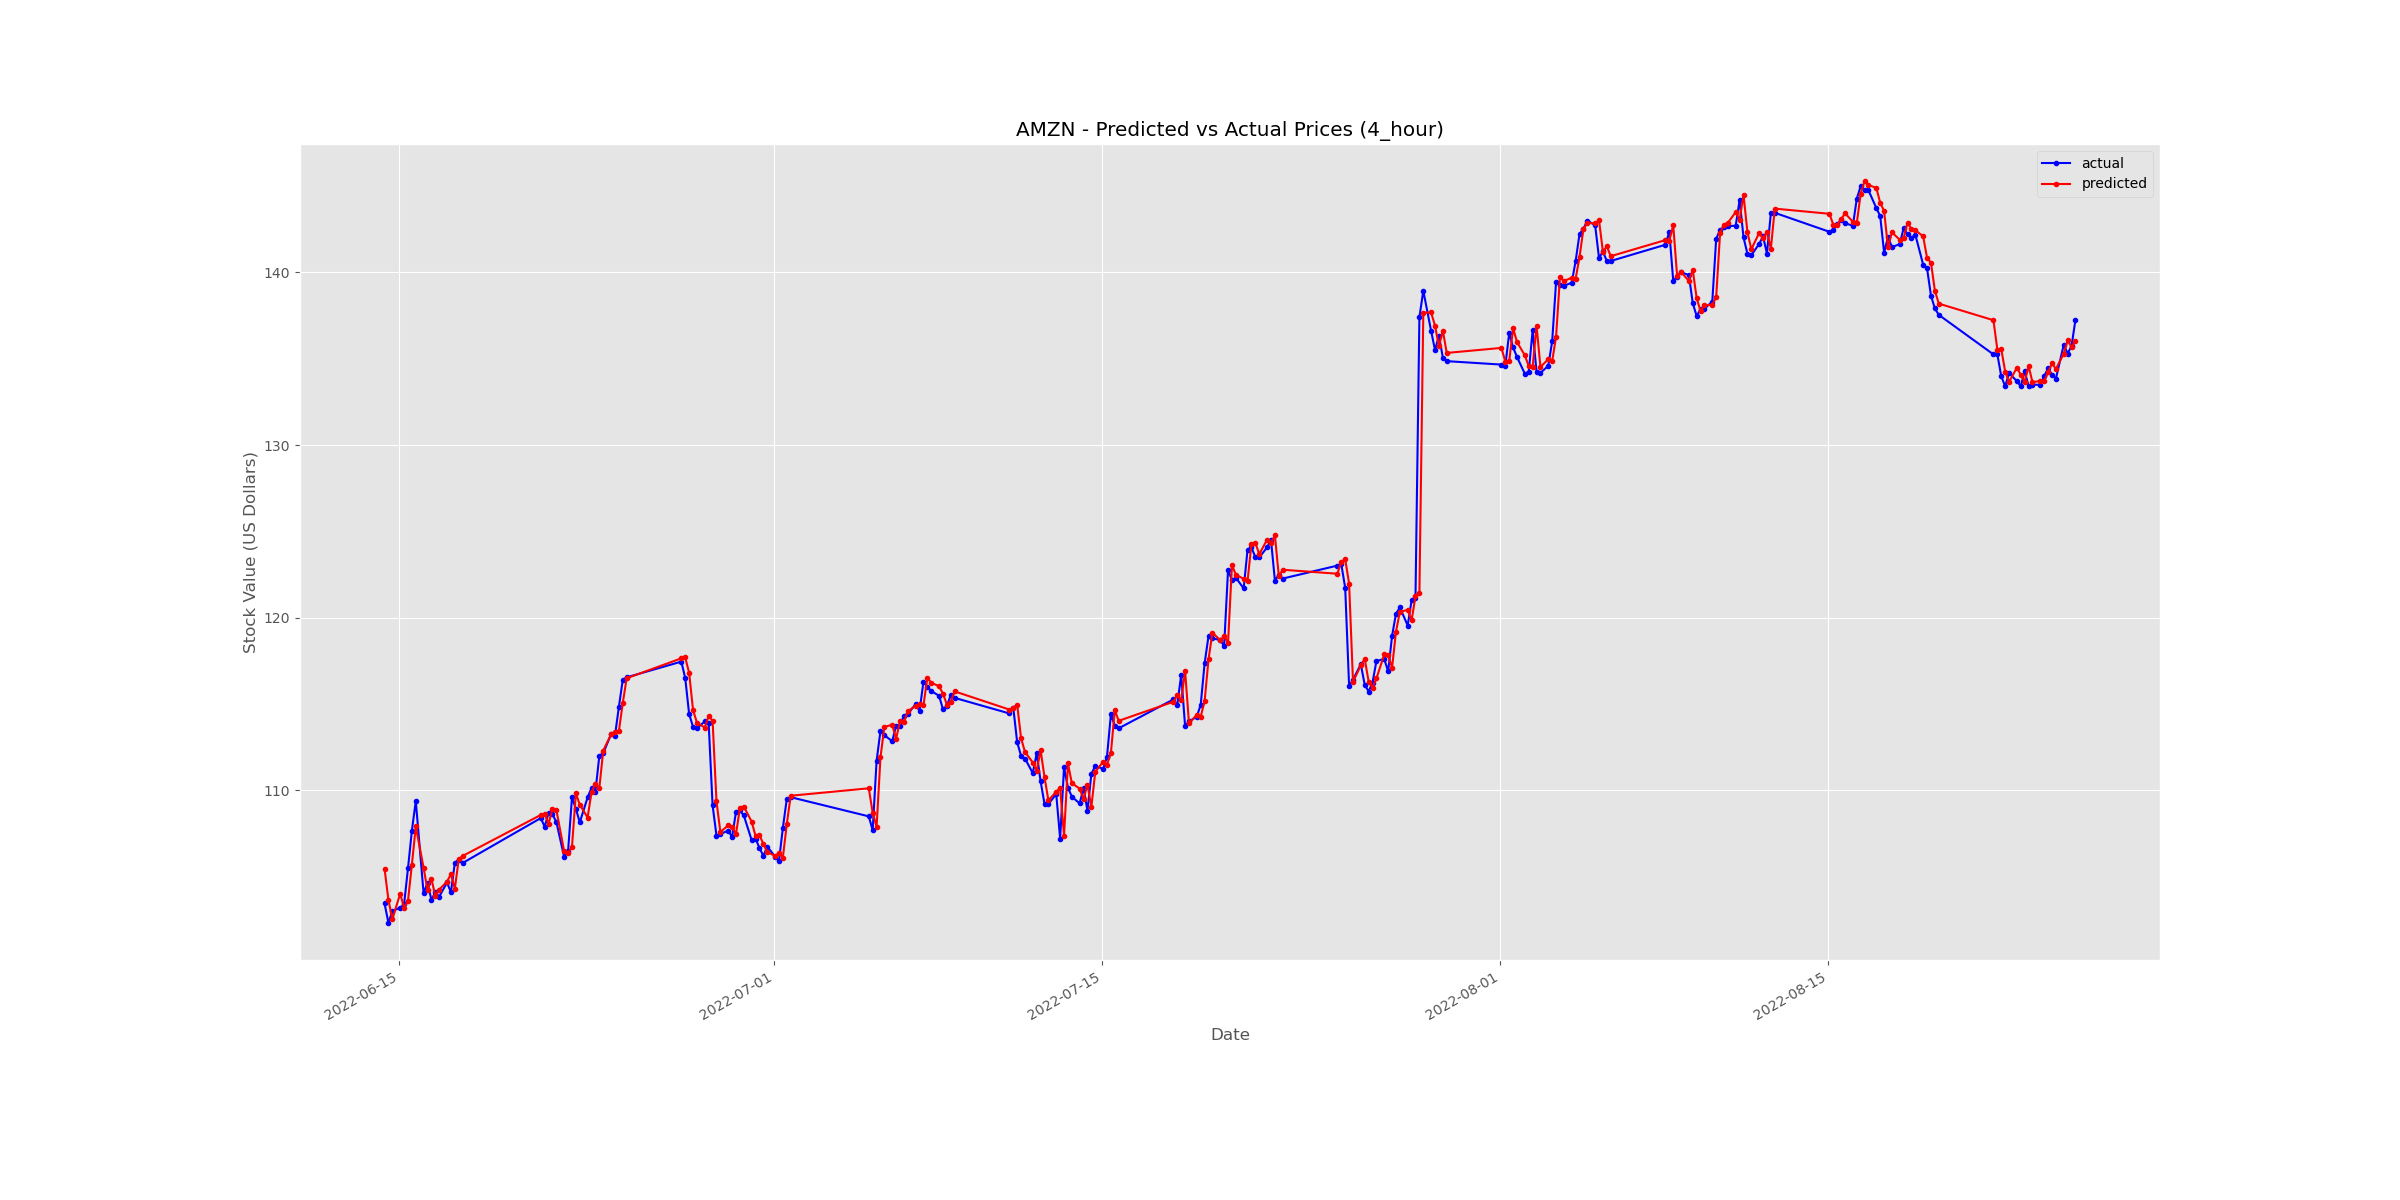 AMZN - Predicted vs Actual Prices (4_hour)
actual
predicted
Stock Value (US Dollars)
140
130
120
110
2022-06-15
2022-07-01
2022-07-15
2022-08-01
2022-08-15
Date